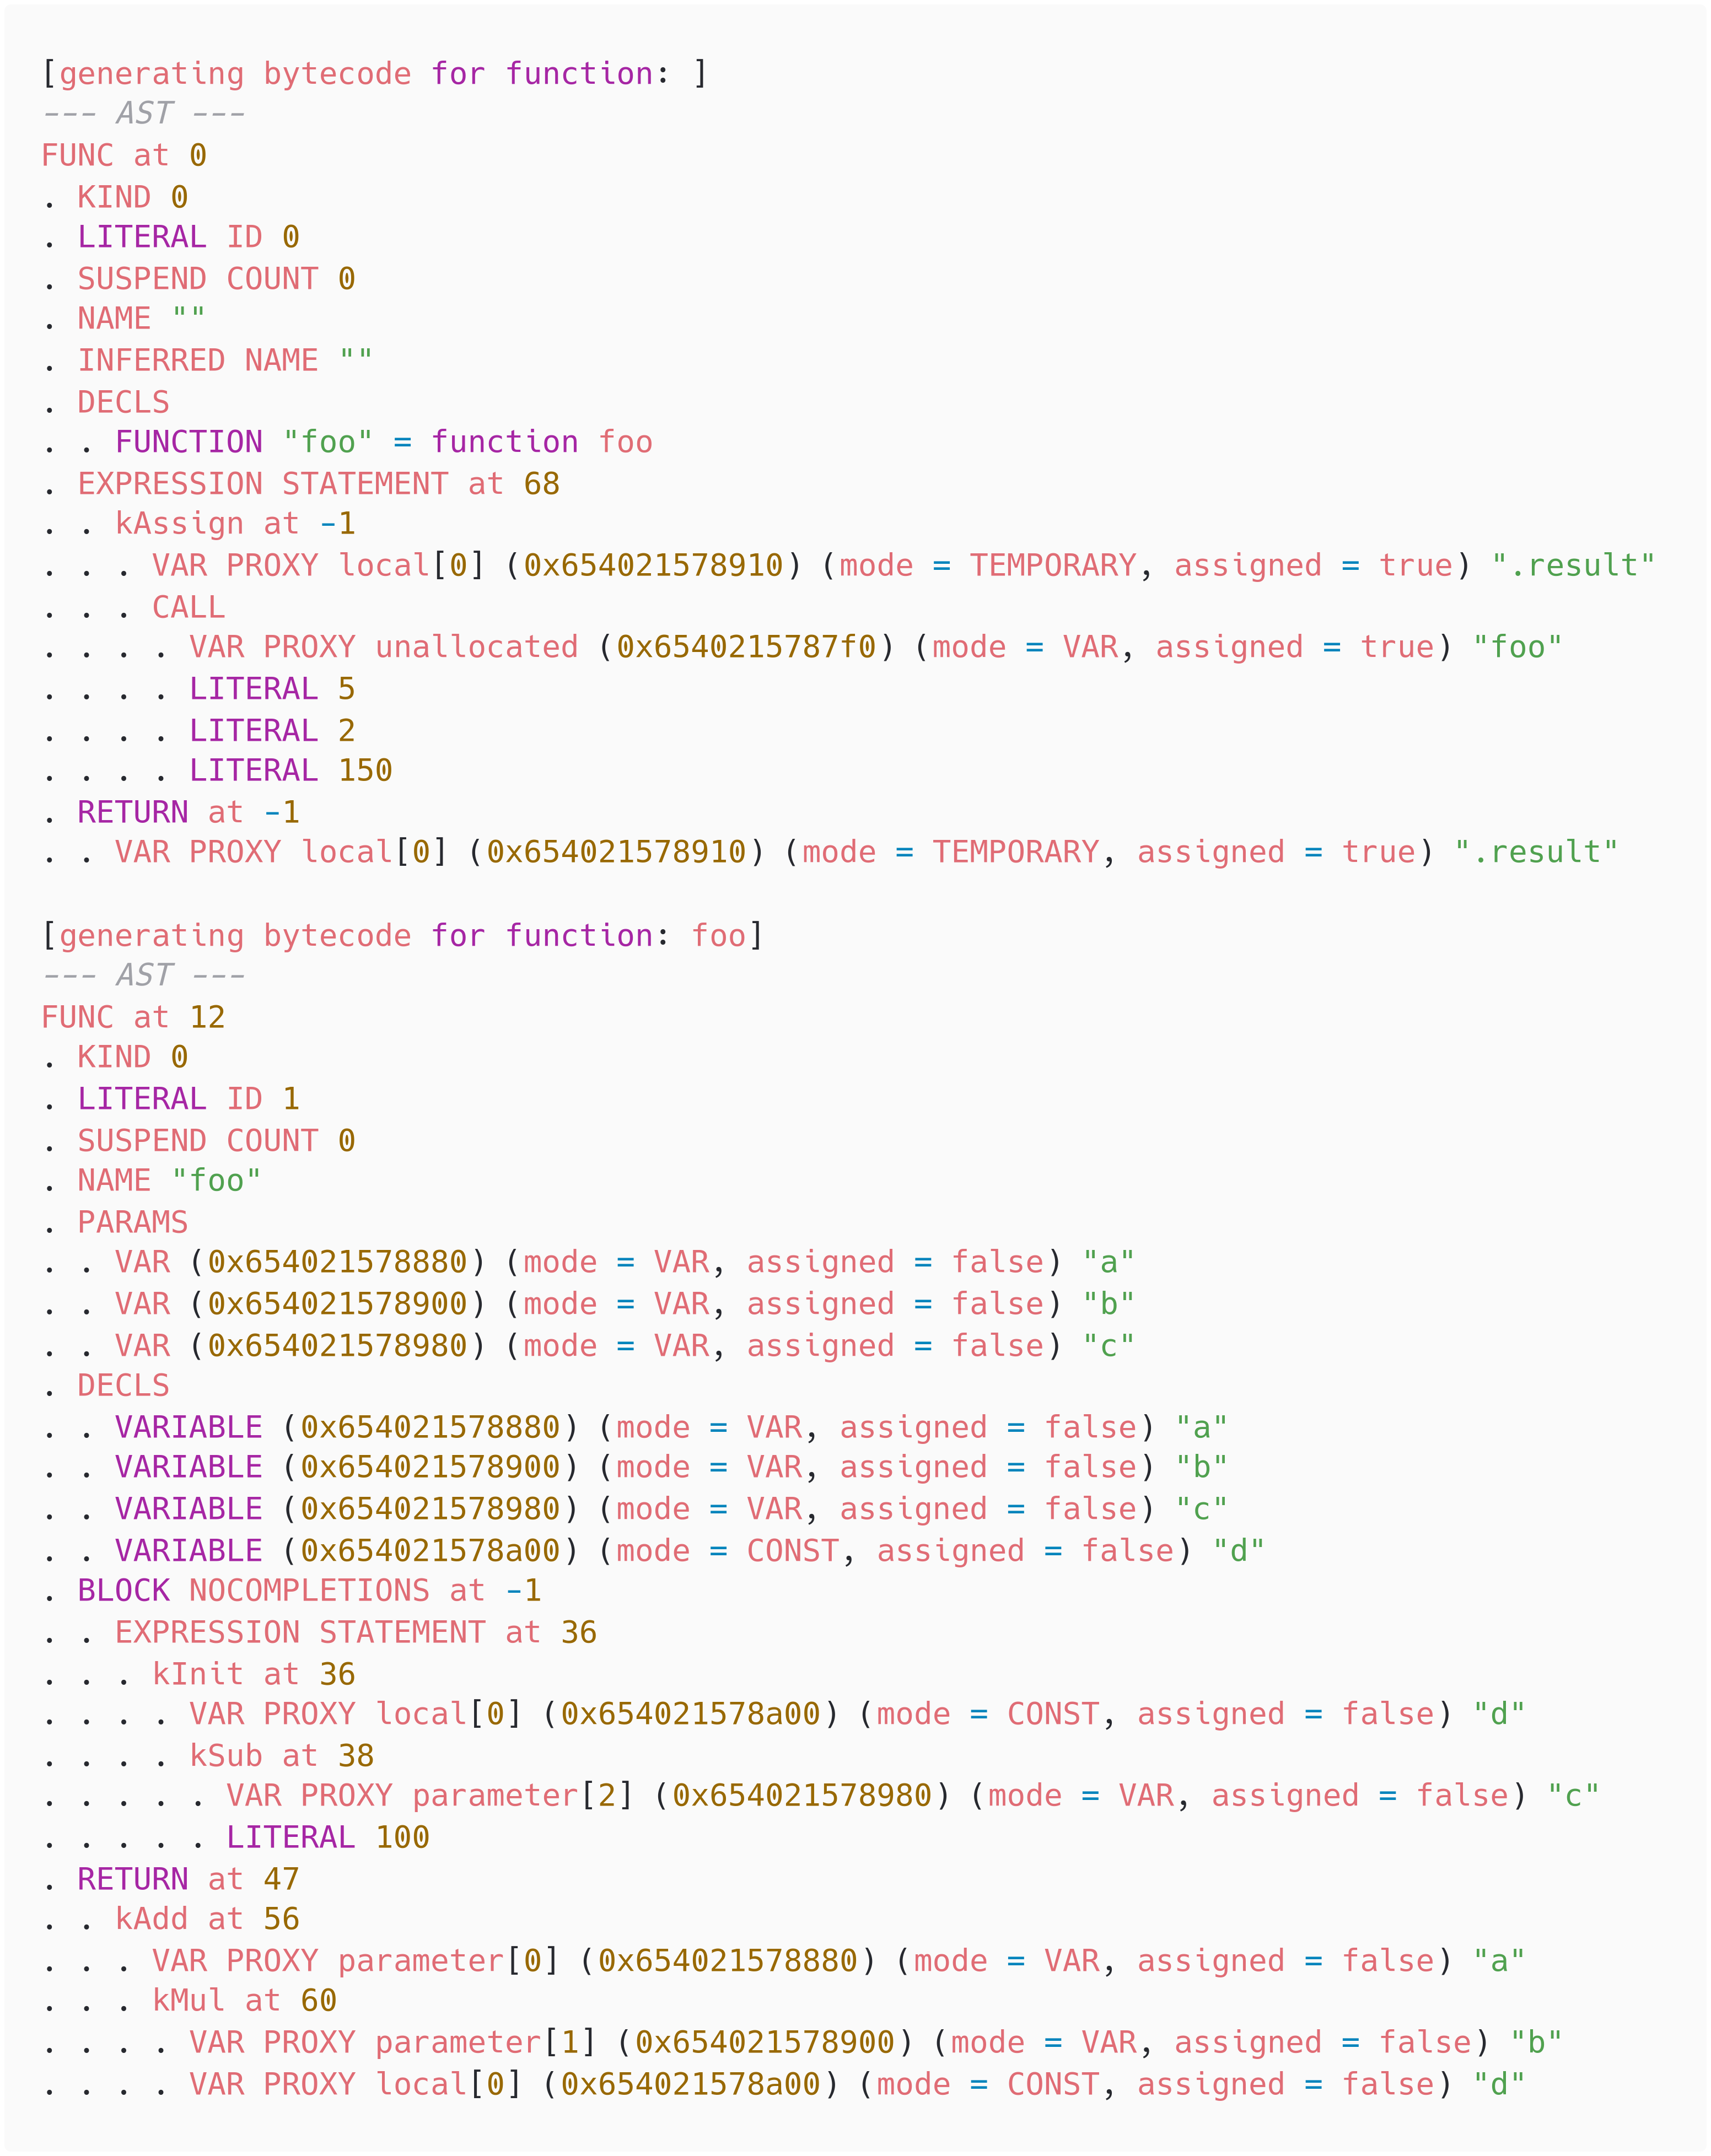 [generating bytecode for function: ]
--- AST ---
FUNC at 0
. KIND 0
. LITERAL ID 0
. SUSPEND COUNT 0
. NAME ""
. INFERRED NAME ""
. DECLS
. . FUNCTION "foo" = function foo
. EXPRESSION STATEMENT at 68
. . kAssign at -1
. . . VAR PROXY local[0] (0x654021578910) (mode = TEMPORARY, assigned = true) ".result"
. . . CALL
. . . . VAR PROXY unallocated (0x6540215787f0) (mode = VAR, assigned = true) "foo"
. . . . LITERAL 5
. . . . LITERAL 2
. . . . LITERAL 150
. RETURN at -1
. . VAR PROXY local[0] (0x654021578910) (mode = TEMPORARY, assigned = true) ".result"
[generating bytecode for function: foo]
--- AST ---
FUNC at 12
. KIND 0
. LITERAL ID 1
. SUSPEND COUNT 0
. NAME "foo"
. PARAMS
. . VAR (0x654021578880) (mode = VAR, assigned = false) "a"
. . VAR (0x654021578900) (mode = VAR, assigned = false) "b"
. . VAR (0x654021578980) (mode = VAR, assigned = false) "c"
. DECLS
. . VARIABLE (0x654021578880) (mode = VAR, assigned = false) "a"
. . VARIABLE (0x654021578900) (mode = VAR, assigned = false) "b"
. . VARIABLE (0x654021578980) (mode = VAR, assigned = false) "c"
. . VARIABLE (0x654021578a00) (mode = CONST, assigned = false) "d"
. BLOCK NOCOMPLETIONS at -1
. . EXPRESSION STATEMENT at 36
. . . kInit at 36
. . . . VAR PROXY local[0] (0x654021578a00) (mode = CONST, assigned = false) "d"
. . . . kSub at 38
. . . . . VAR PROXY parameter[2] (0x654021578980) (mode = VAR, assigned = false) "c"
. . . . . LITERAL 100
. RETURN at 47
. . kAdd at 56
. . . VAR PROXY parameter[0] (0x654021578880) (mode = VAR, assigned = false) "a"
. . . kMul at 60
. . . . VAR PROXY parameter[1] (0x654021578900) (mode = VAR, assigned = false) "b"
. . . . VAR PROXY local[0] (0x654021578a00) (mode = CONST, assigned = false) "d"